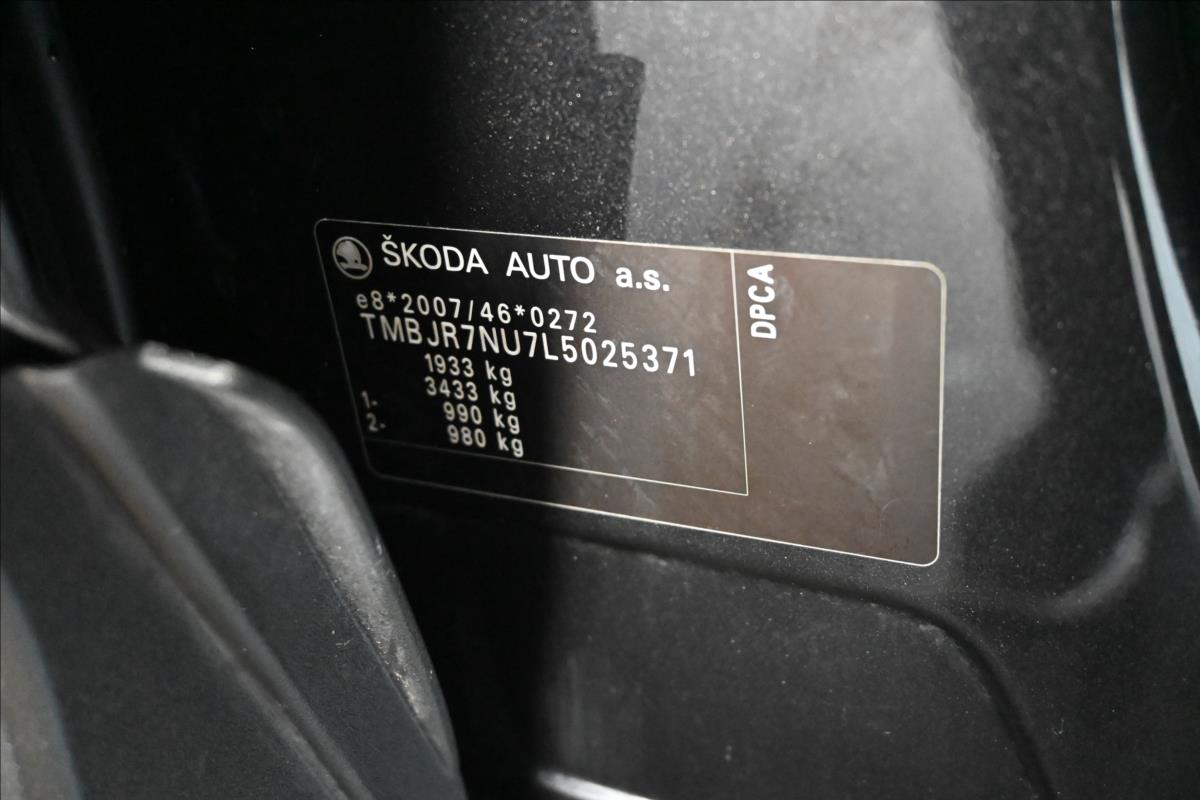 ŠKODA AUTO a.s.
e8*2007/46*0272
TMBJR7NU7L5025371
1933 kg
3433 kg
1- 990 kg
2- 980 kg
DPCA